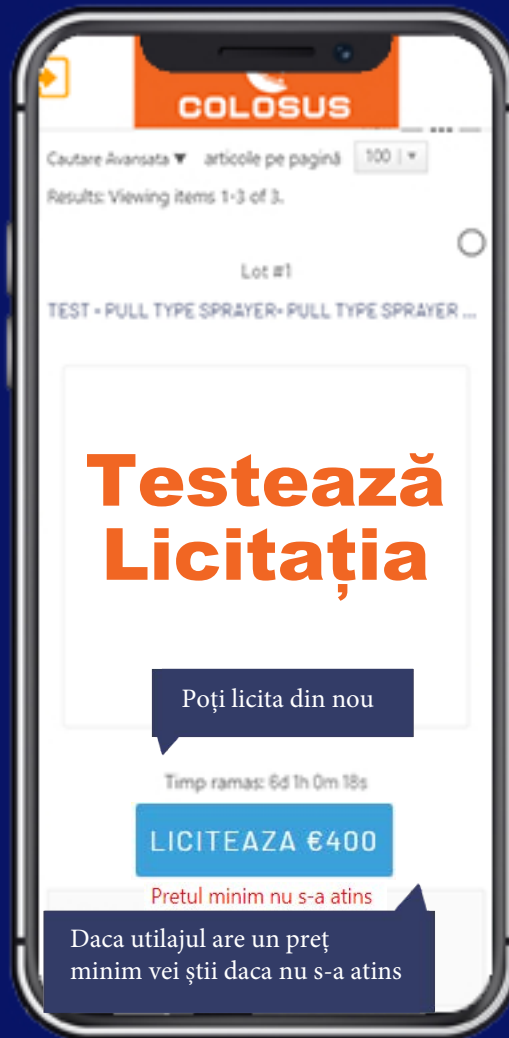 COLOSUS
Cautare Avansata ▼ articole pe pagină 100 | ▼
Results: Viewing items 1-3 of 3.
Lot #1
TEST - PULL TYPE SPRAYER- PULL TYPE SPRAYER ...
Testează
Licitația
Poți licita din nou
Timp ramas: 6d 1h 0m 18s
LICITEAZA €400
Pretul minim nu s-a atins
Daca utilajul are un preț
minim vei știi daca nu s-a atins